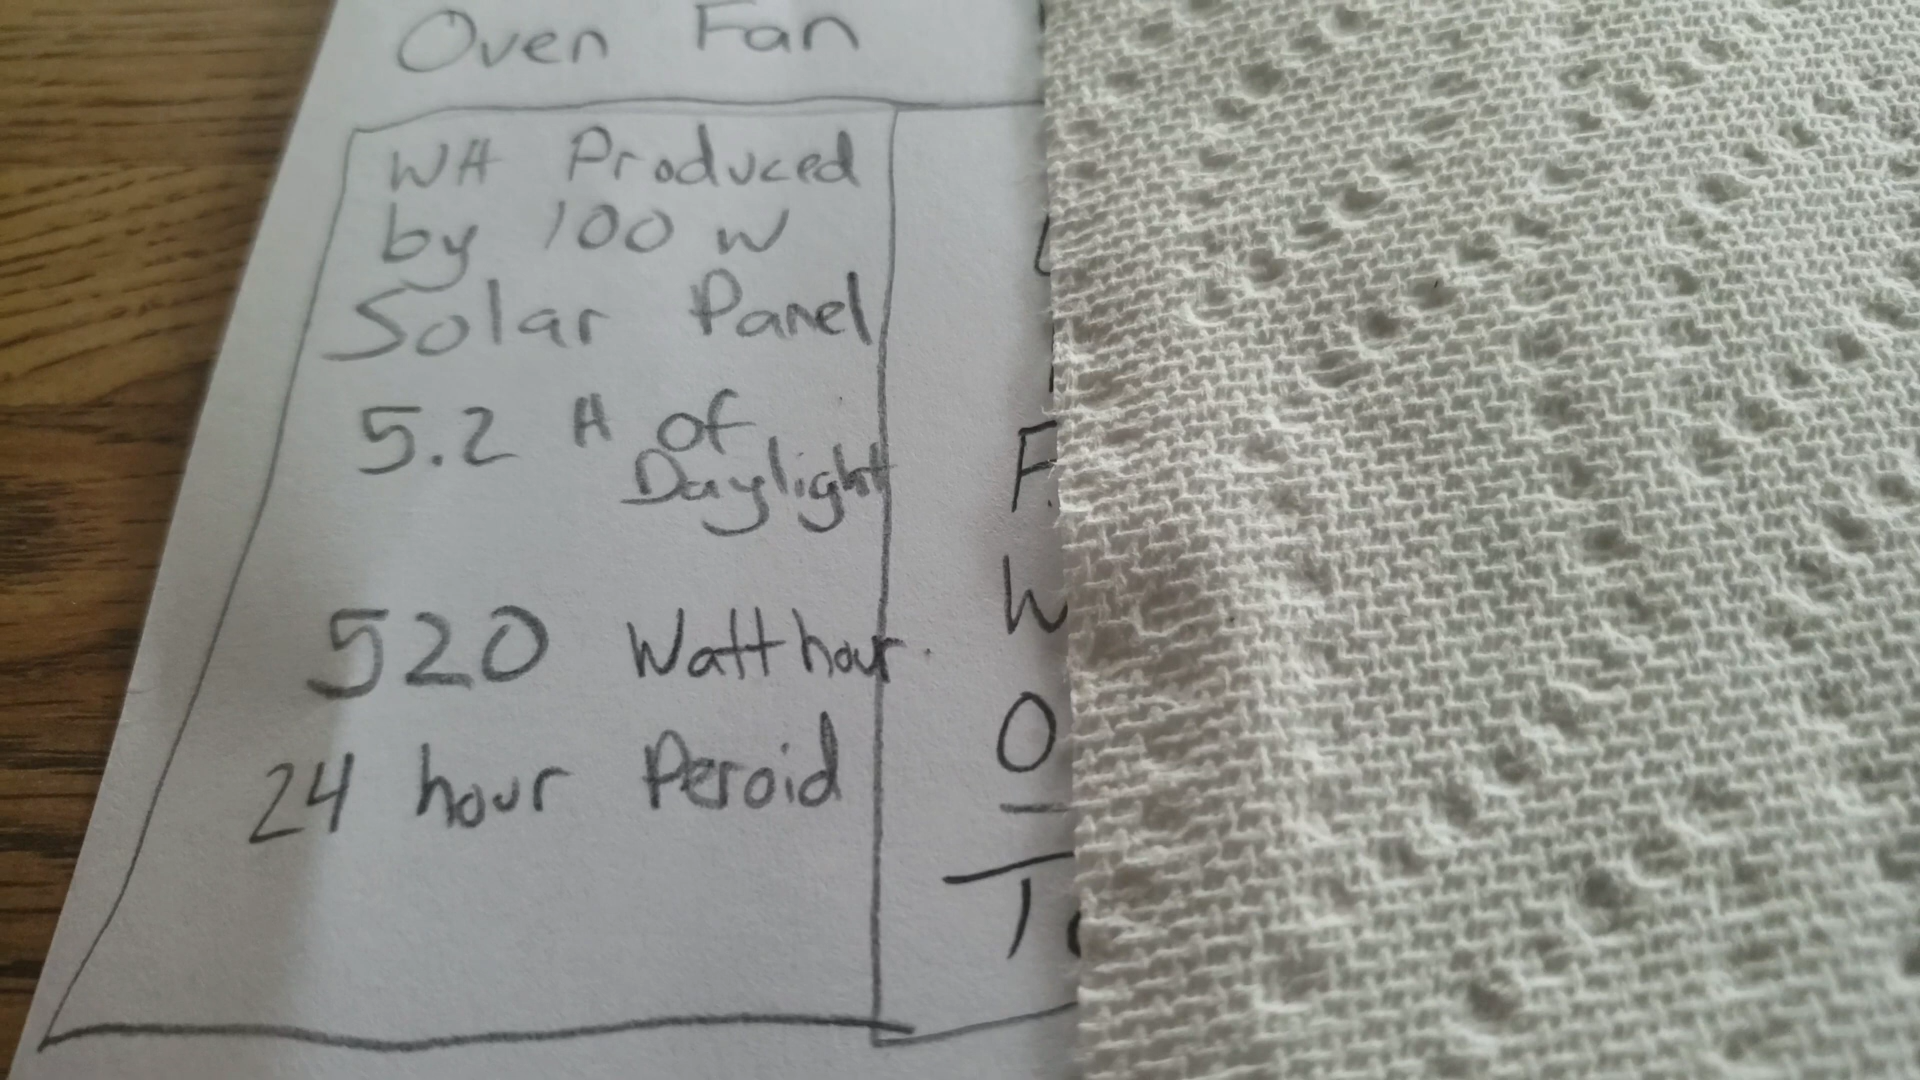 Oven Fan
WH Produced
by 100 W
Solar Panel
5.2 H of
Daylight
520 Watt hour.
24 hour Peroid